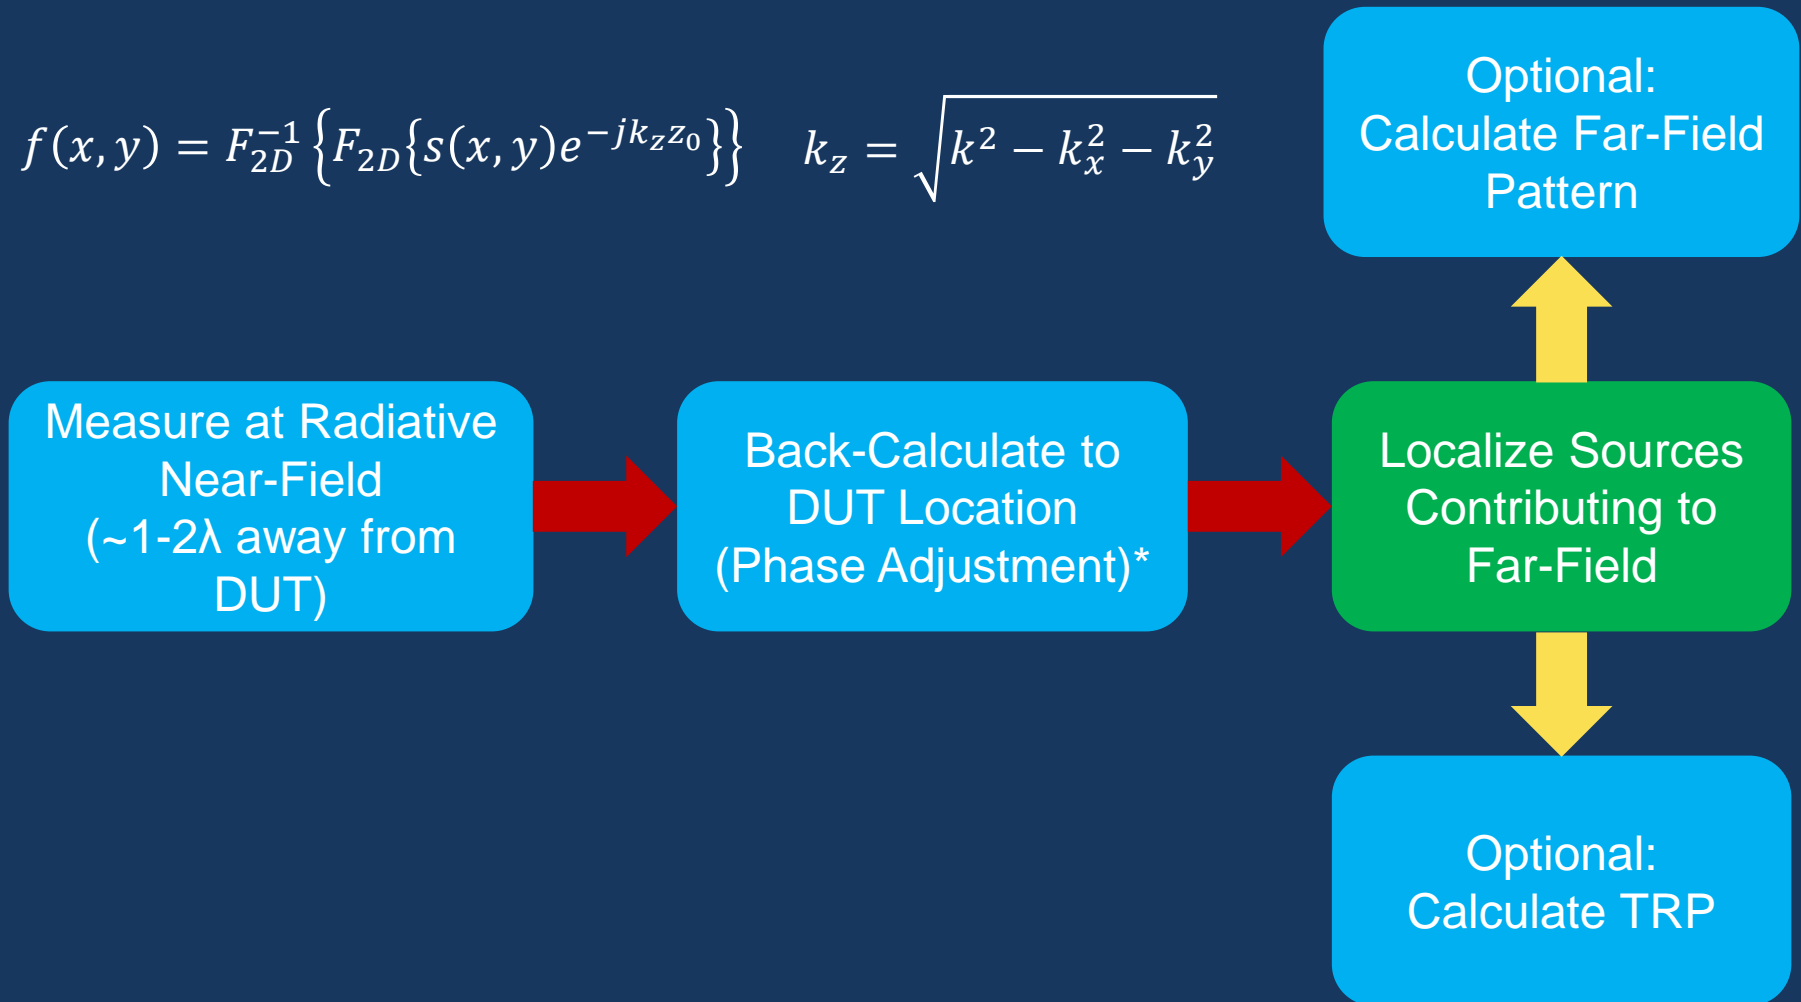 f(x, y) = F_{2D}^{-1} {F_{2D}{s(x, y)e^{-jk_z z_0}}}    k_z = √(k^2 − k_x^2 − k_y^2)
Optional:
Calculate Far-Field
Pattern
Measure at Radiative
Near-Field
(~1-2λ away from
DUT)
Back-Calculate to
DUT Location
(Phase Adjustment)*
Localize Sources
Contributing to
Far-Field
Optional:
Calculate TRP